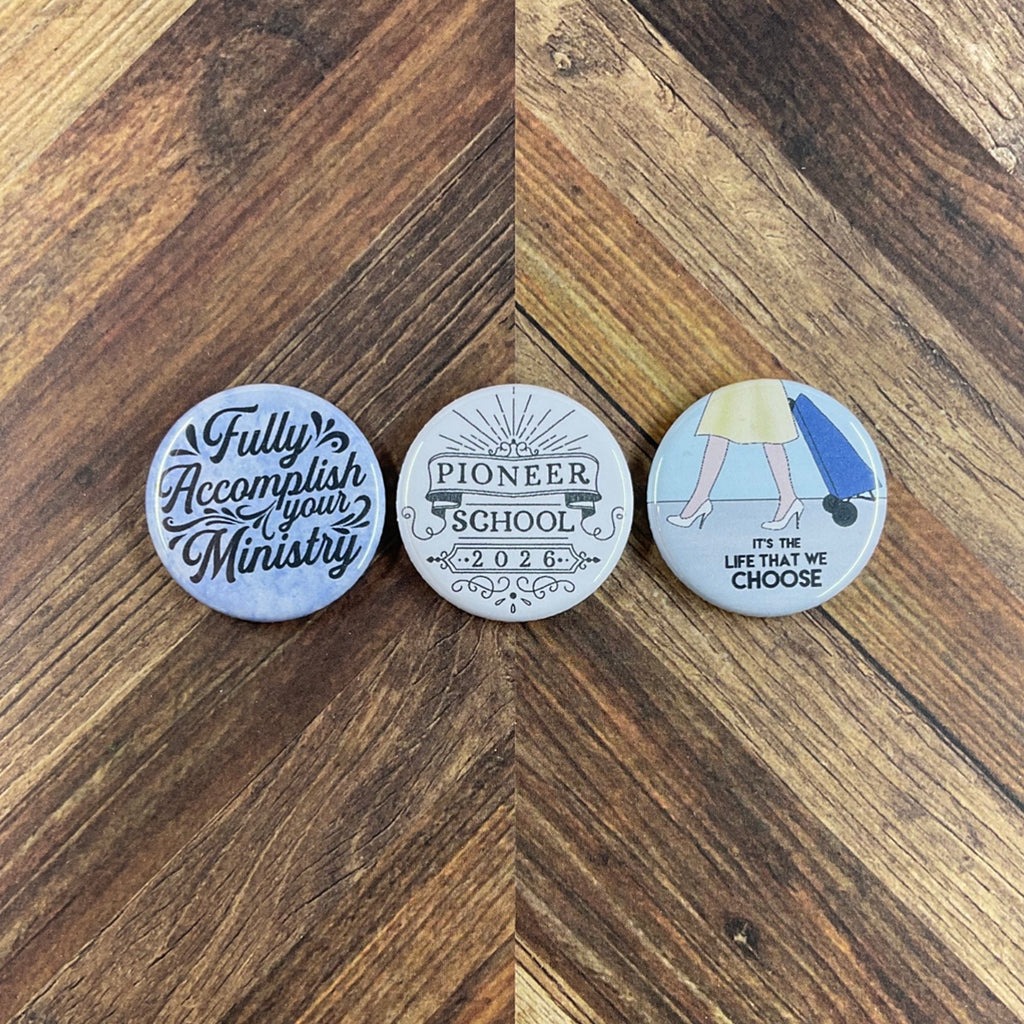 Fully
Accomplish
your
Ministry
PIONEER
SCHOOL
2026
IT'S THE
LIFE THAT WE
CHOOSE